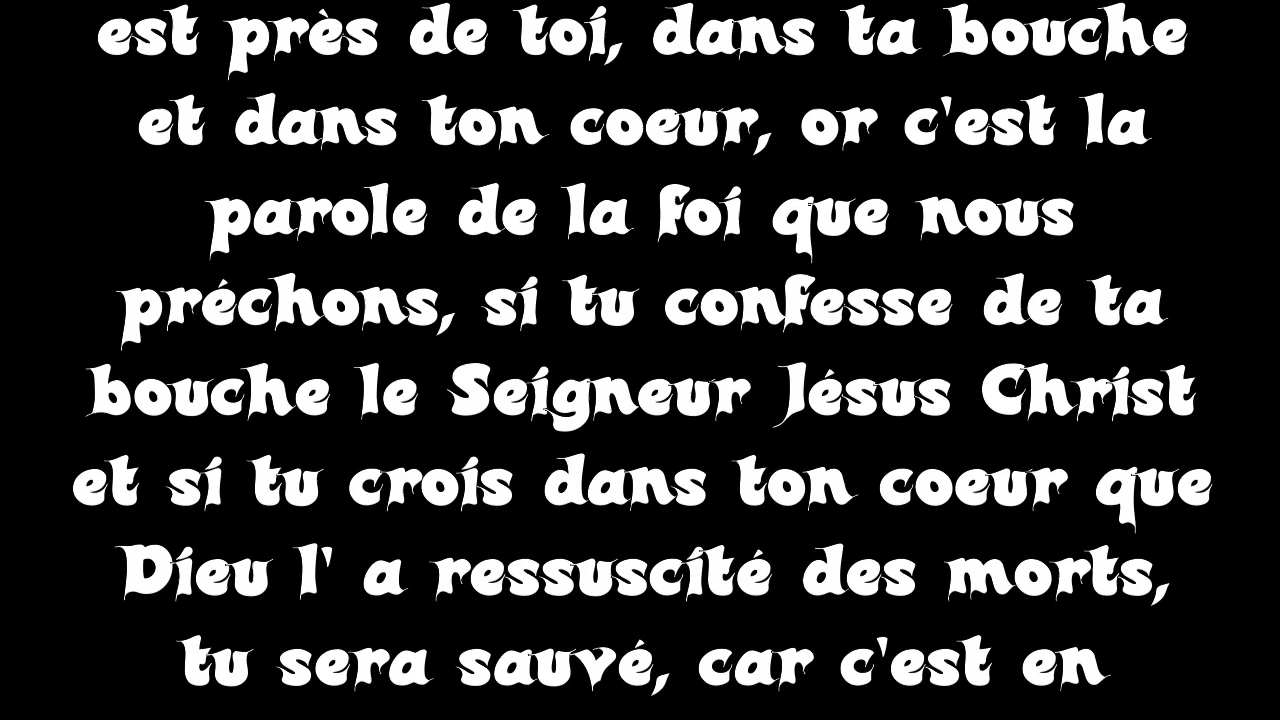 est près de toi, dans ta bouche
et dans ton coeur, or c'est la
parole de la foi que nous
préchons, si tu confesse de ta
bouche le Seigneur Jésus Christ
et si tu crois dans ton coeur que
Dieu l' a ressuscité des morts,
tu sera sauvé, car c'est en